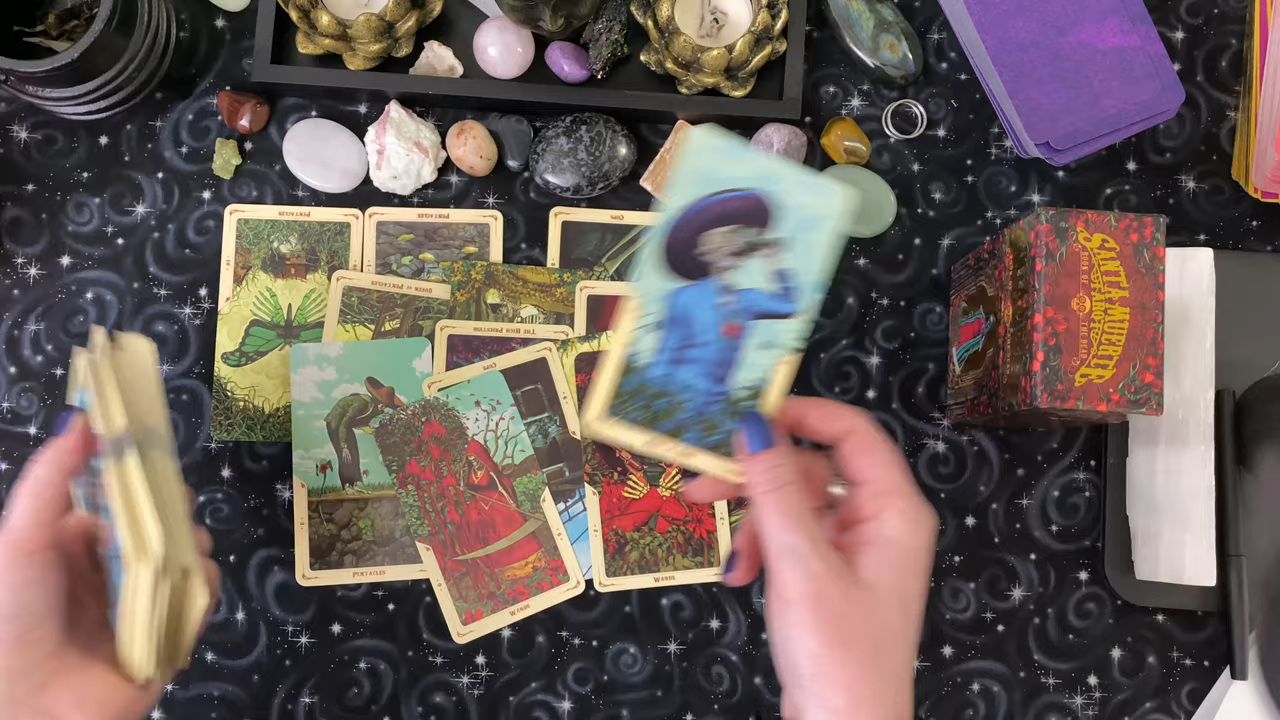 PENTACLES
PENTACLES
CUPS
QUEEN OF PENTACLES
THE HIGH PRIESTESS
CUPS
PENTACLES
WANDS
WANDS
SANTA MUERTE
TAROT
BOOK OF THE DEAD